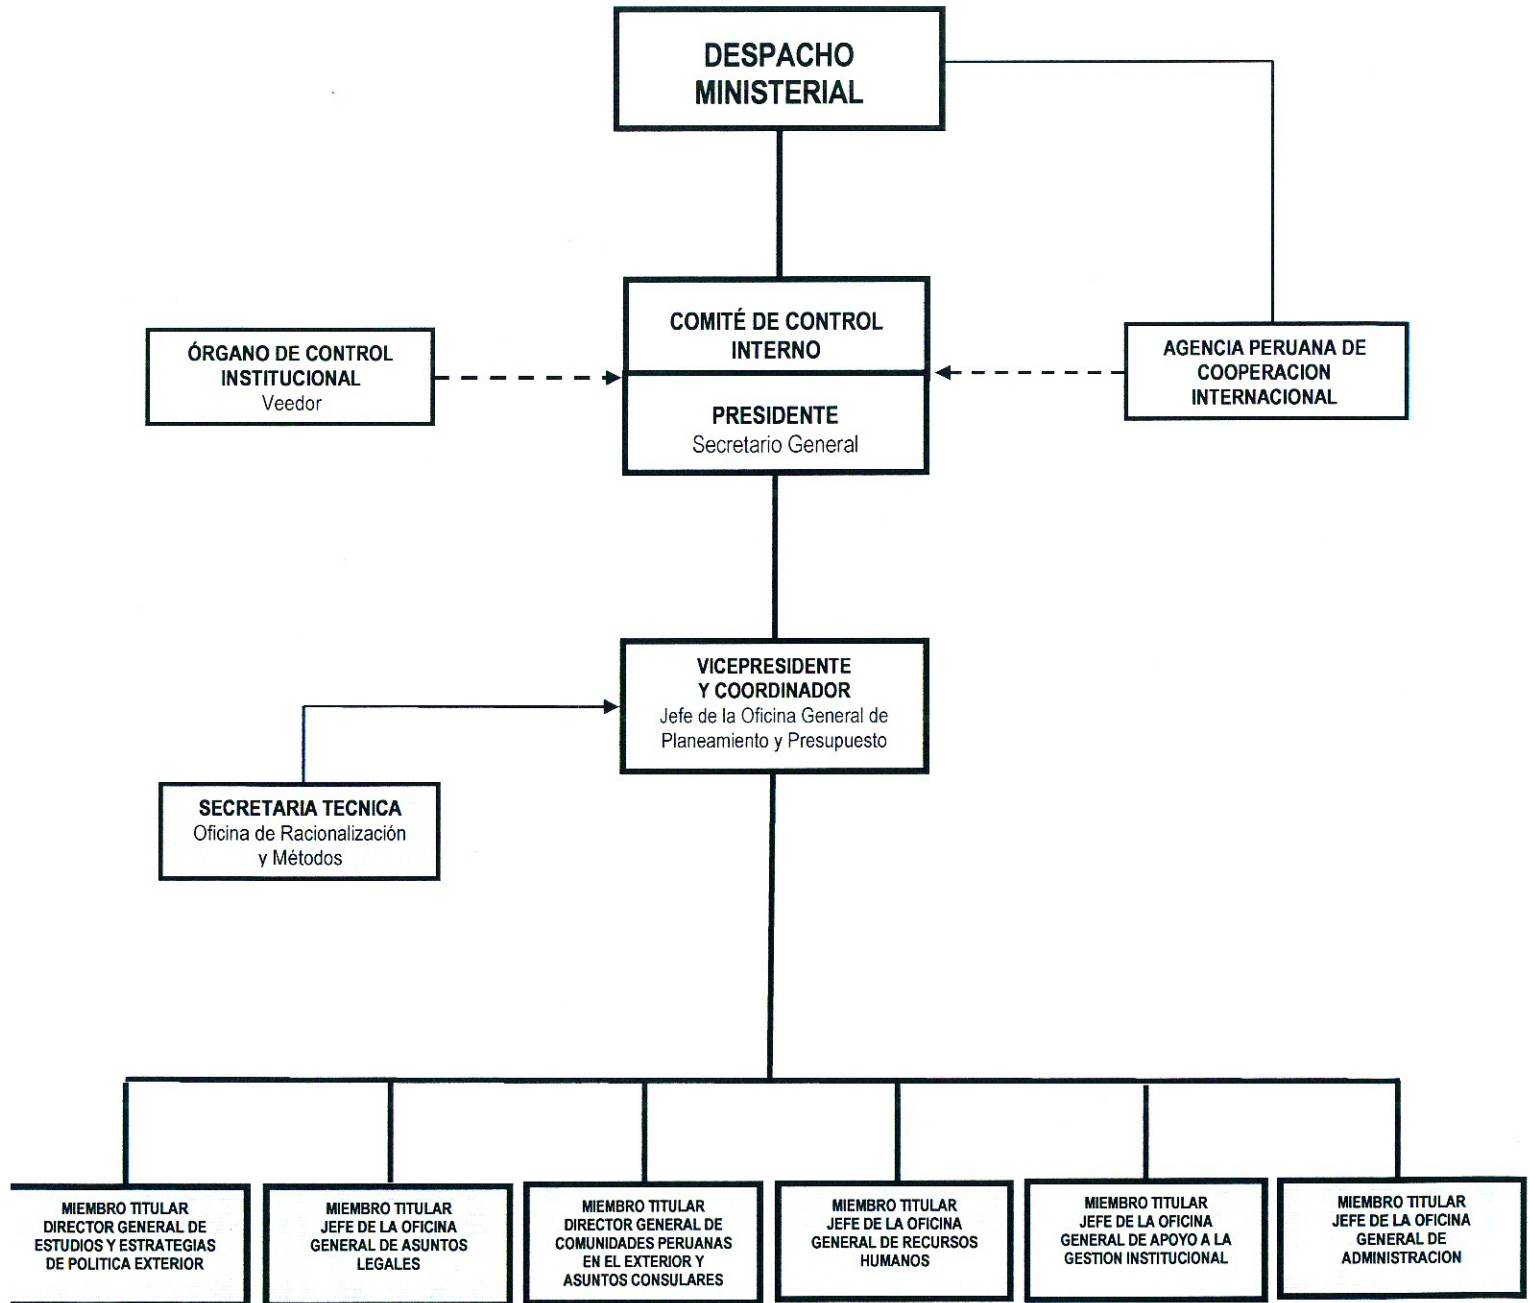 DESPACHO
MINISTERIAL
COMITÉ DE CONTROL
INTERNO
PRESIDENTE
Secretario General
ÓRGANO DE CONTROL
INSTITUCIONAL
Veedor
AGENCIA PERUANA DE
COOPERACION
INTERNACIONAL
VICEPRESIDENTE
Y COORDINADOR
Jefe de la Oficina General de
Planeamiento y Presupuesto
SECRETARIA TECNICA
Oficina de Racionalización
y Métodos
MIEMBRO TITULAR
DIRECTOR GENERAL DE
ESTUDIOS Y ESTRATEGIAS
DE POLITICA EXTERIOR
MIEMBRO TITULAR
JEFE DE LA OFICINA
GENERAL DE ASUNTOS
LEGALES
MIEMBRO TITULAR
DIRECTOR GENERAL DE
COMUNIDADES PERUANAS
EN EL EXTERIOR Y
ASUNTOS CONSULARES
MIEMBRO TITULAR
JEFE DE LA OFICINA
GENERAL DE RECURSOS
HUMANOS
MIEMBRO TITULAR
JEFE DE LA OFICINA
GENERAL DE APOYO A LA
GESTION INSTITUCIONAL
MIEMBRO TITULAR
JEFE DE LA OFICINA
GENERAL DE
ADMINISTRACION